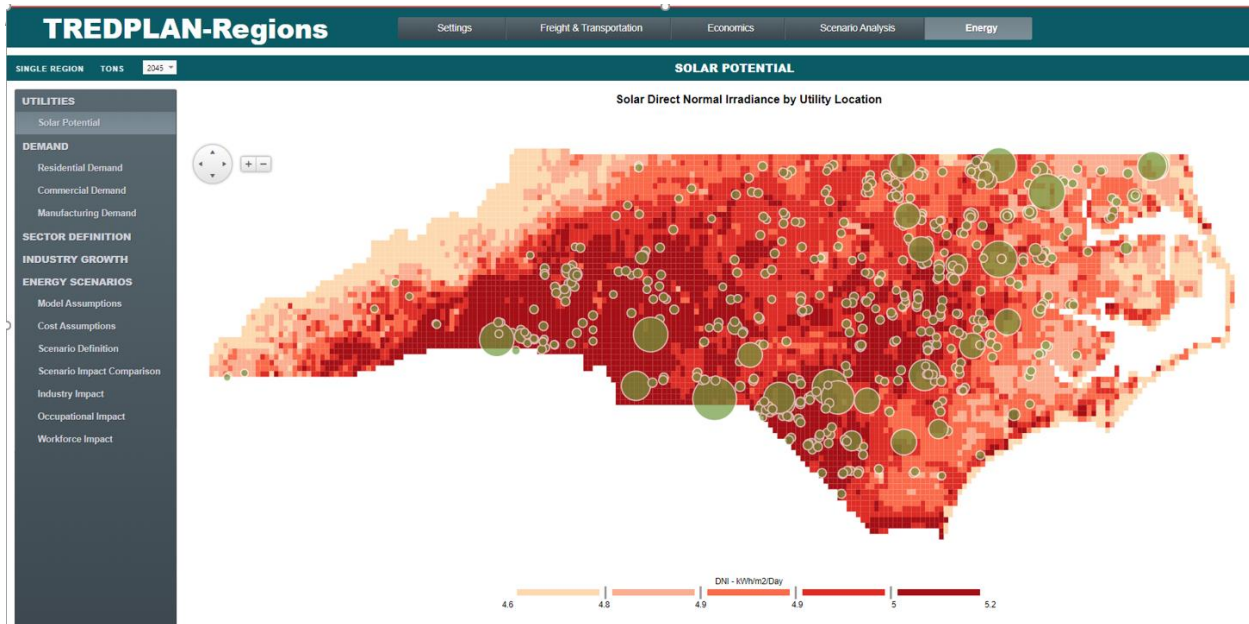 TREDPLAN-Regions
Settings
Freight & Transportation
Economics
Scenario Analysis
Energy
SINGLE REGION TONS 2045
SOLAR POTENTIAL
UTILITIES
Solar Potential
DEMAND
Residential Demand
Commercial Demand
Manufacturing Demand
SECTOR DEFINITION
INDUSTRY GROWTH
ENERGY SCENARIOS
Model Assumptions
Cost Assumptions
Scenario Definition
Scenario Impact Comparison
Industry Impact
Occupational Impact
Workforce Impact
Solar Direct Normal Irradiance by Utility Location
DNI - kWh/m2/Day
4.6 4.8 4.9 4.9 5 5.2